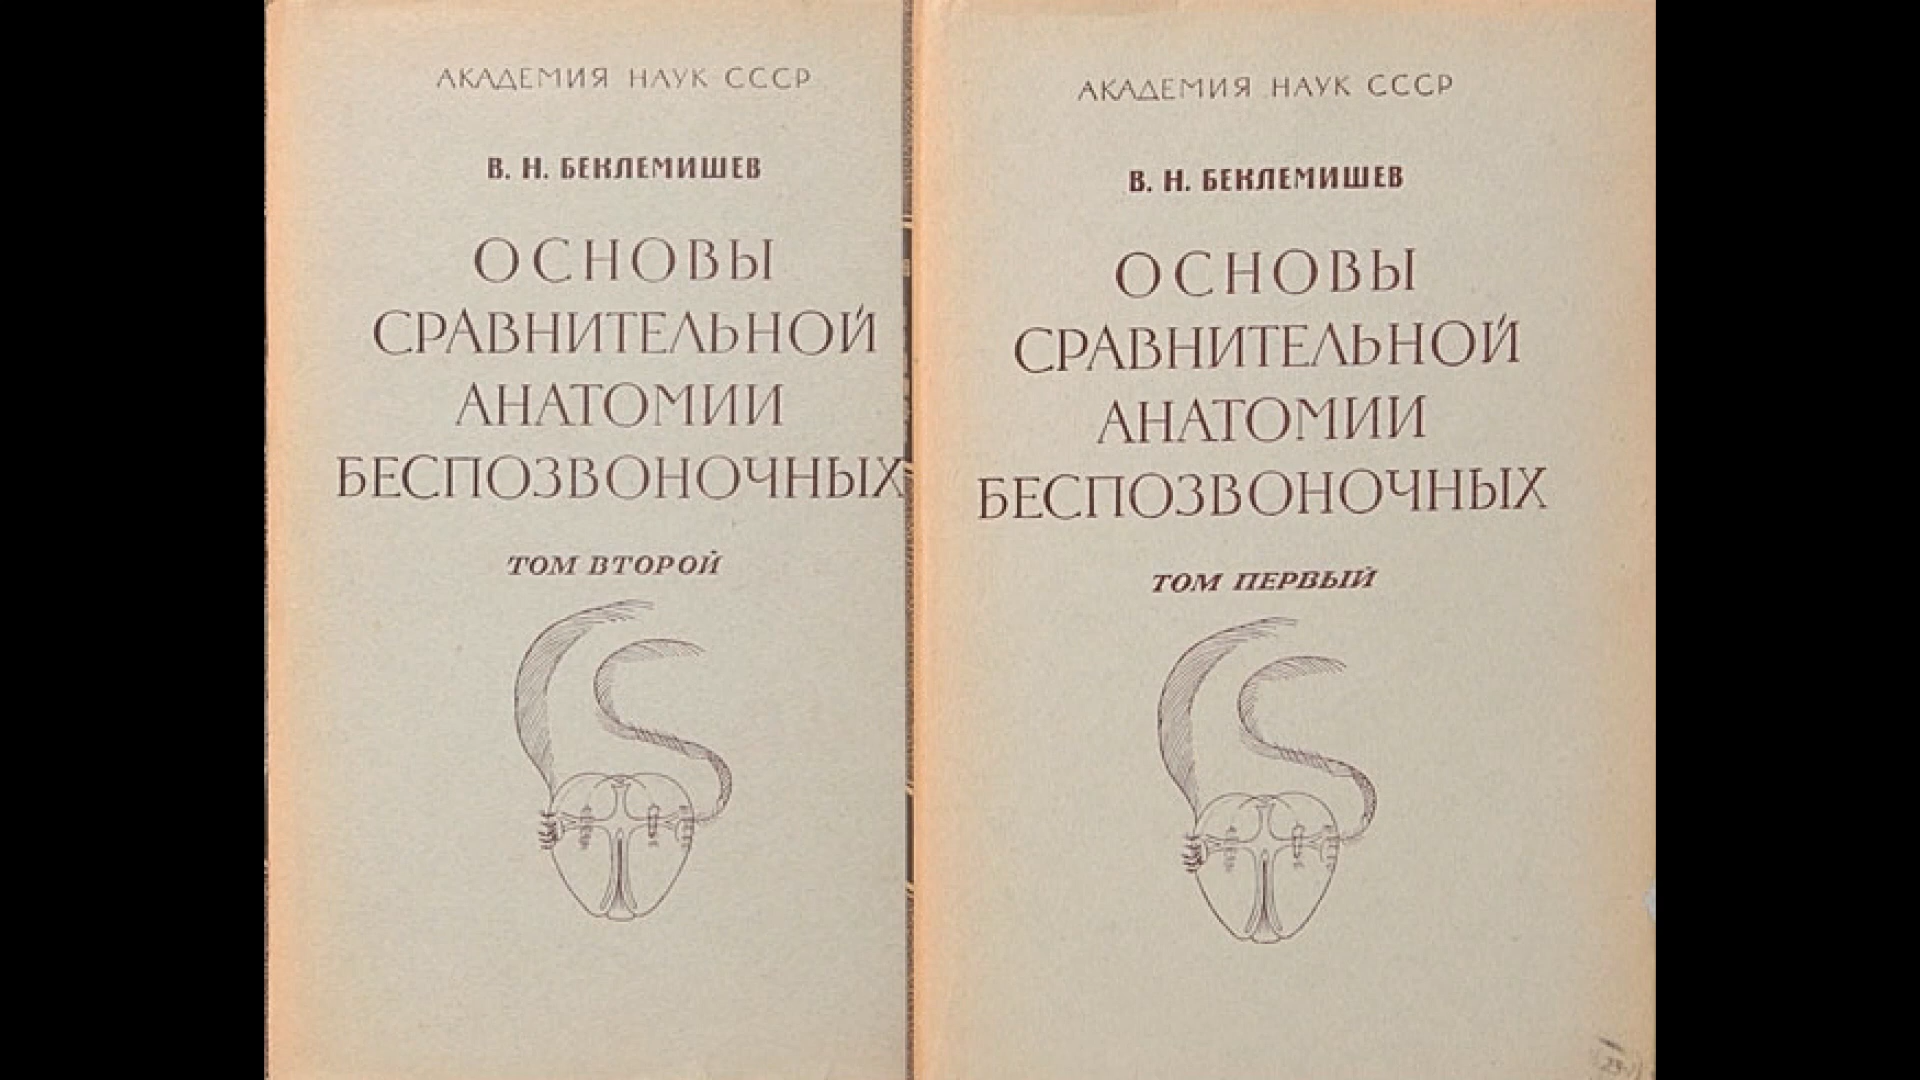 АКАДЕМИЯ НАУК СССР
В. Н. БЕКЛЕМИШЕВ
ОСНОВЫ
СРАВНИТЕЛЬНОЙ
АНАТОМИИ
БЕСПОЗВОНОЧНЫХ
ТОМ ВТОРОЙ
АКАДЕМИЯ НАУК СССР
В. Н. БЕКЛЕМИШЕВ
ОСНОВЫ
СРАВНИТЕЛЬНОЙ
АНАТОМИИ
БЕСПОЗВОНОЧНЫХ
ТОМ ПЕРВЫЙ